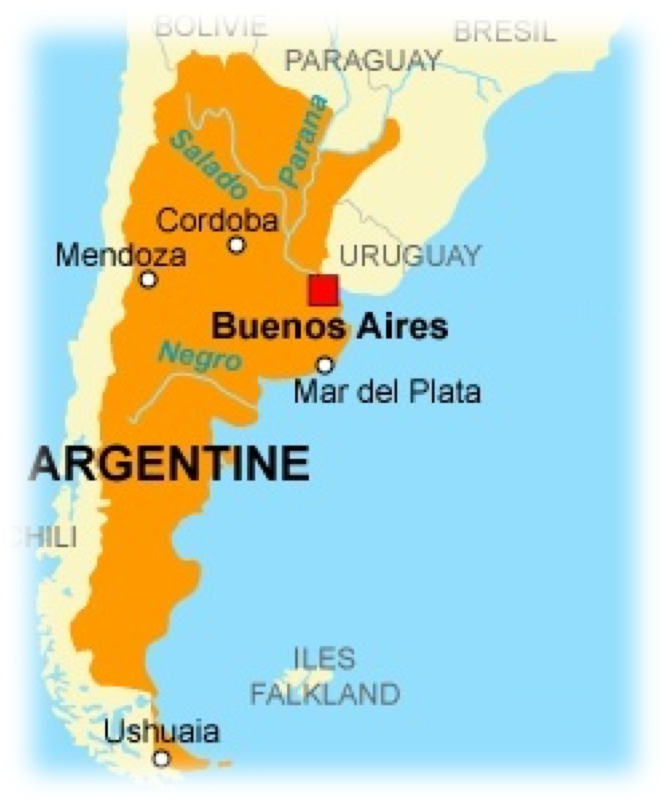 BOLIVIE
BRESIL
PARAGUAY
Parana
Salado
Cordoba
Mendoza
URUGUAY
Buenos Aires
Negro
Mar del Plata
ARGENTINE
CHILI
ILES
FALKLAND
Ushuaia